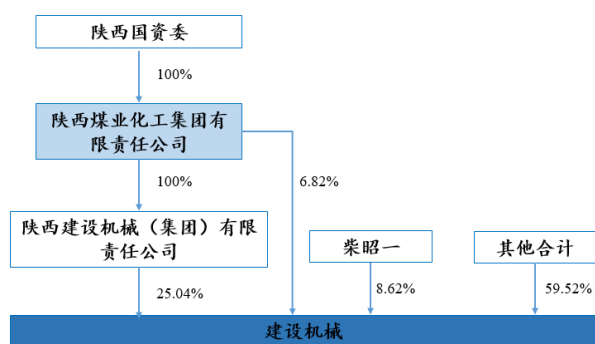 陕西国资委
100%
陕西煤业化工集团有
限责任公司
100%
6.82%
陕西建设机械（集团）有限
责任公司
柴昭一
其他合计
25.04%
8.62%
59.52%
建设机械